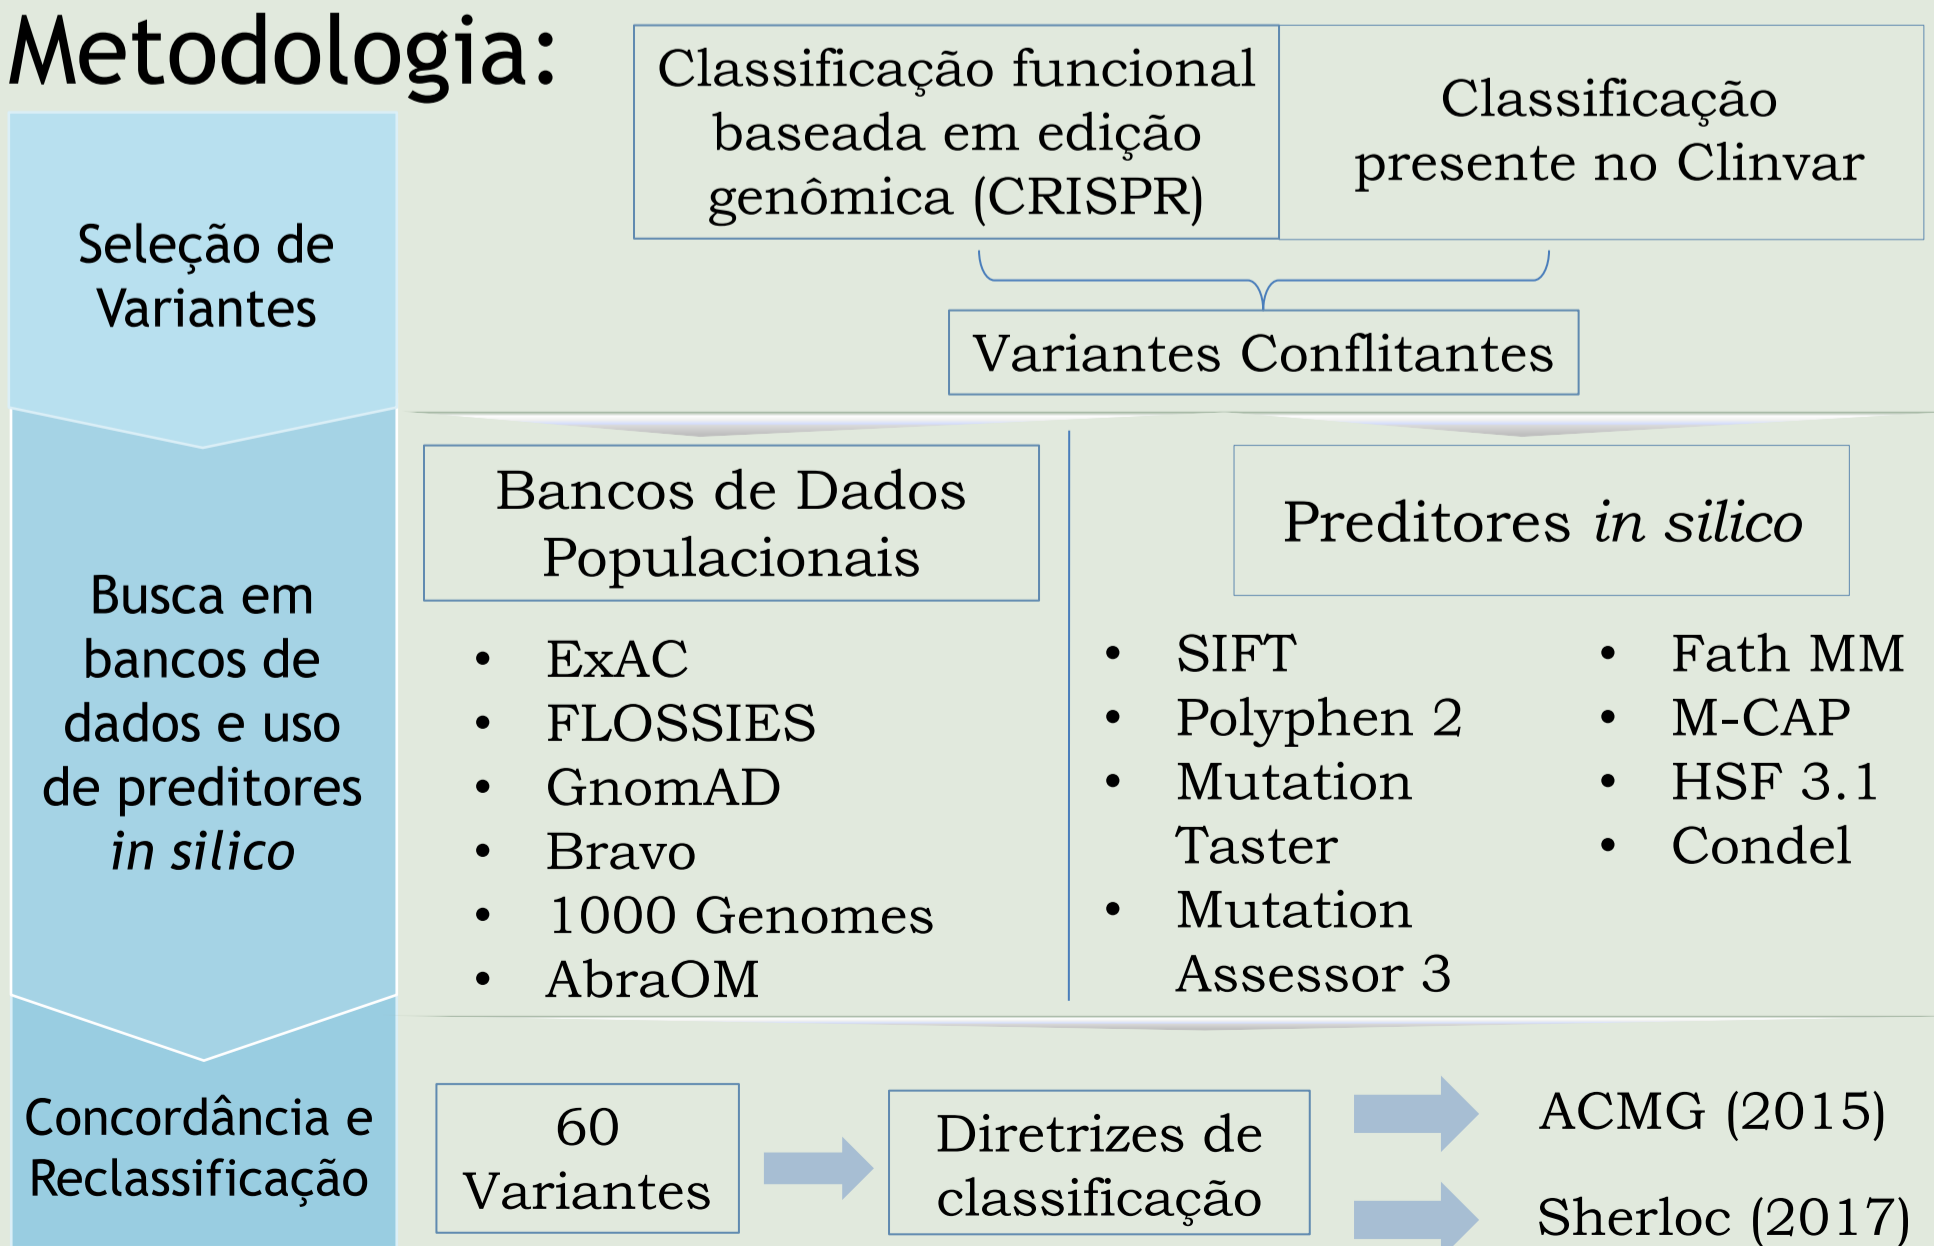 Metodologia:
Classificação funcional
baseada em edição
genômica (CRISPR)
Classificação
presente no Clinvar
Seleção de
Variantes
Variantes Conflitantes
Busca em
bancos de
dados e uso
de preditores
in silico
Bancos de Dados
Populacionais
• ExAC
• FLOSSIES
• GnomAD
• Bravo
• 1000 Genomes
• AbraOM
Preditores in silico
• SIFT
• Polyphen 2
• Mutation
Taster
• Mutation
Assessor 3
• Fath MM
• M-CAP
• HSF 3.1
• Condel
Concordância e
Reclassificação
60
Variantes
Diretrizes de
classificação
ACMG (2015)
Sherloc (2017)